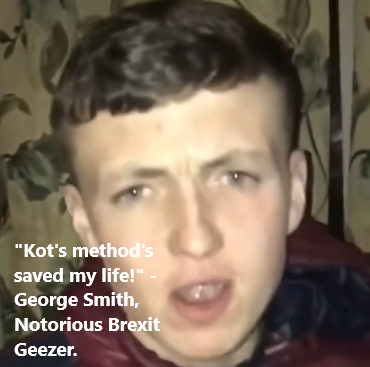 "Kot's method's
saved my life!" -
George Smith,
Notorious Brexit
Geezer.